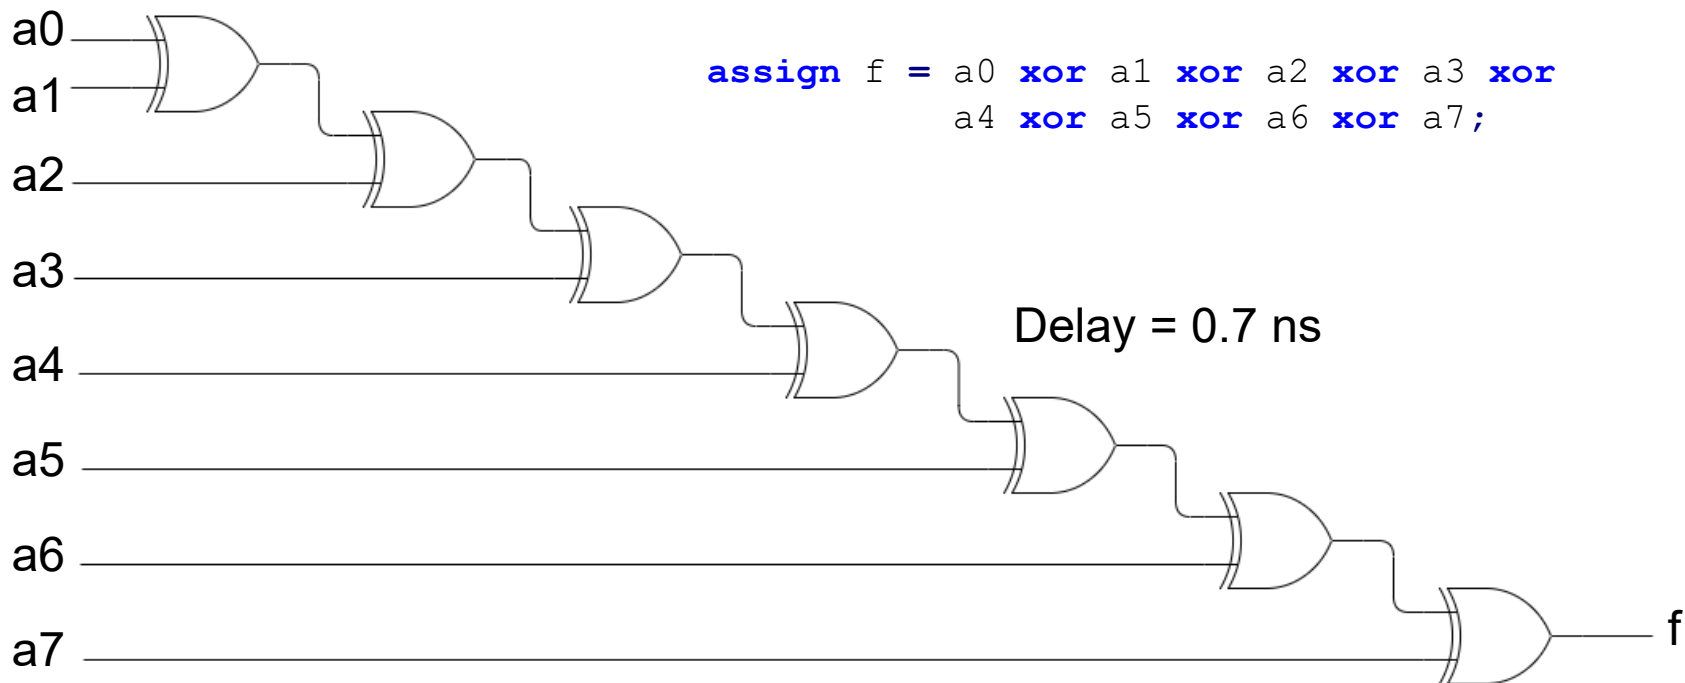 a0
assign f = a0 xor a1 xor a2 xor a3 xor
a4 xor a5 xor a6 xor a7;
a1
a2
a3
Delay = 0.7 ns
a4
a5
a6
f
a7